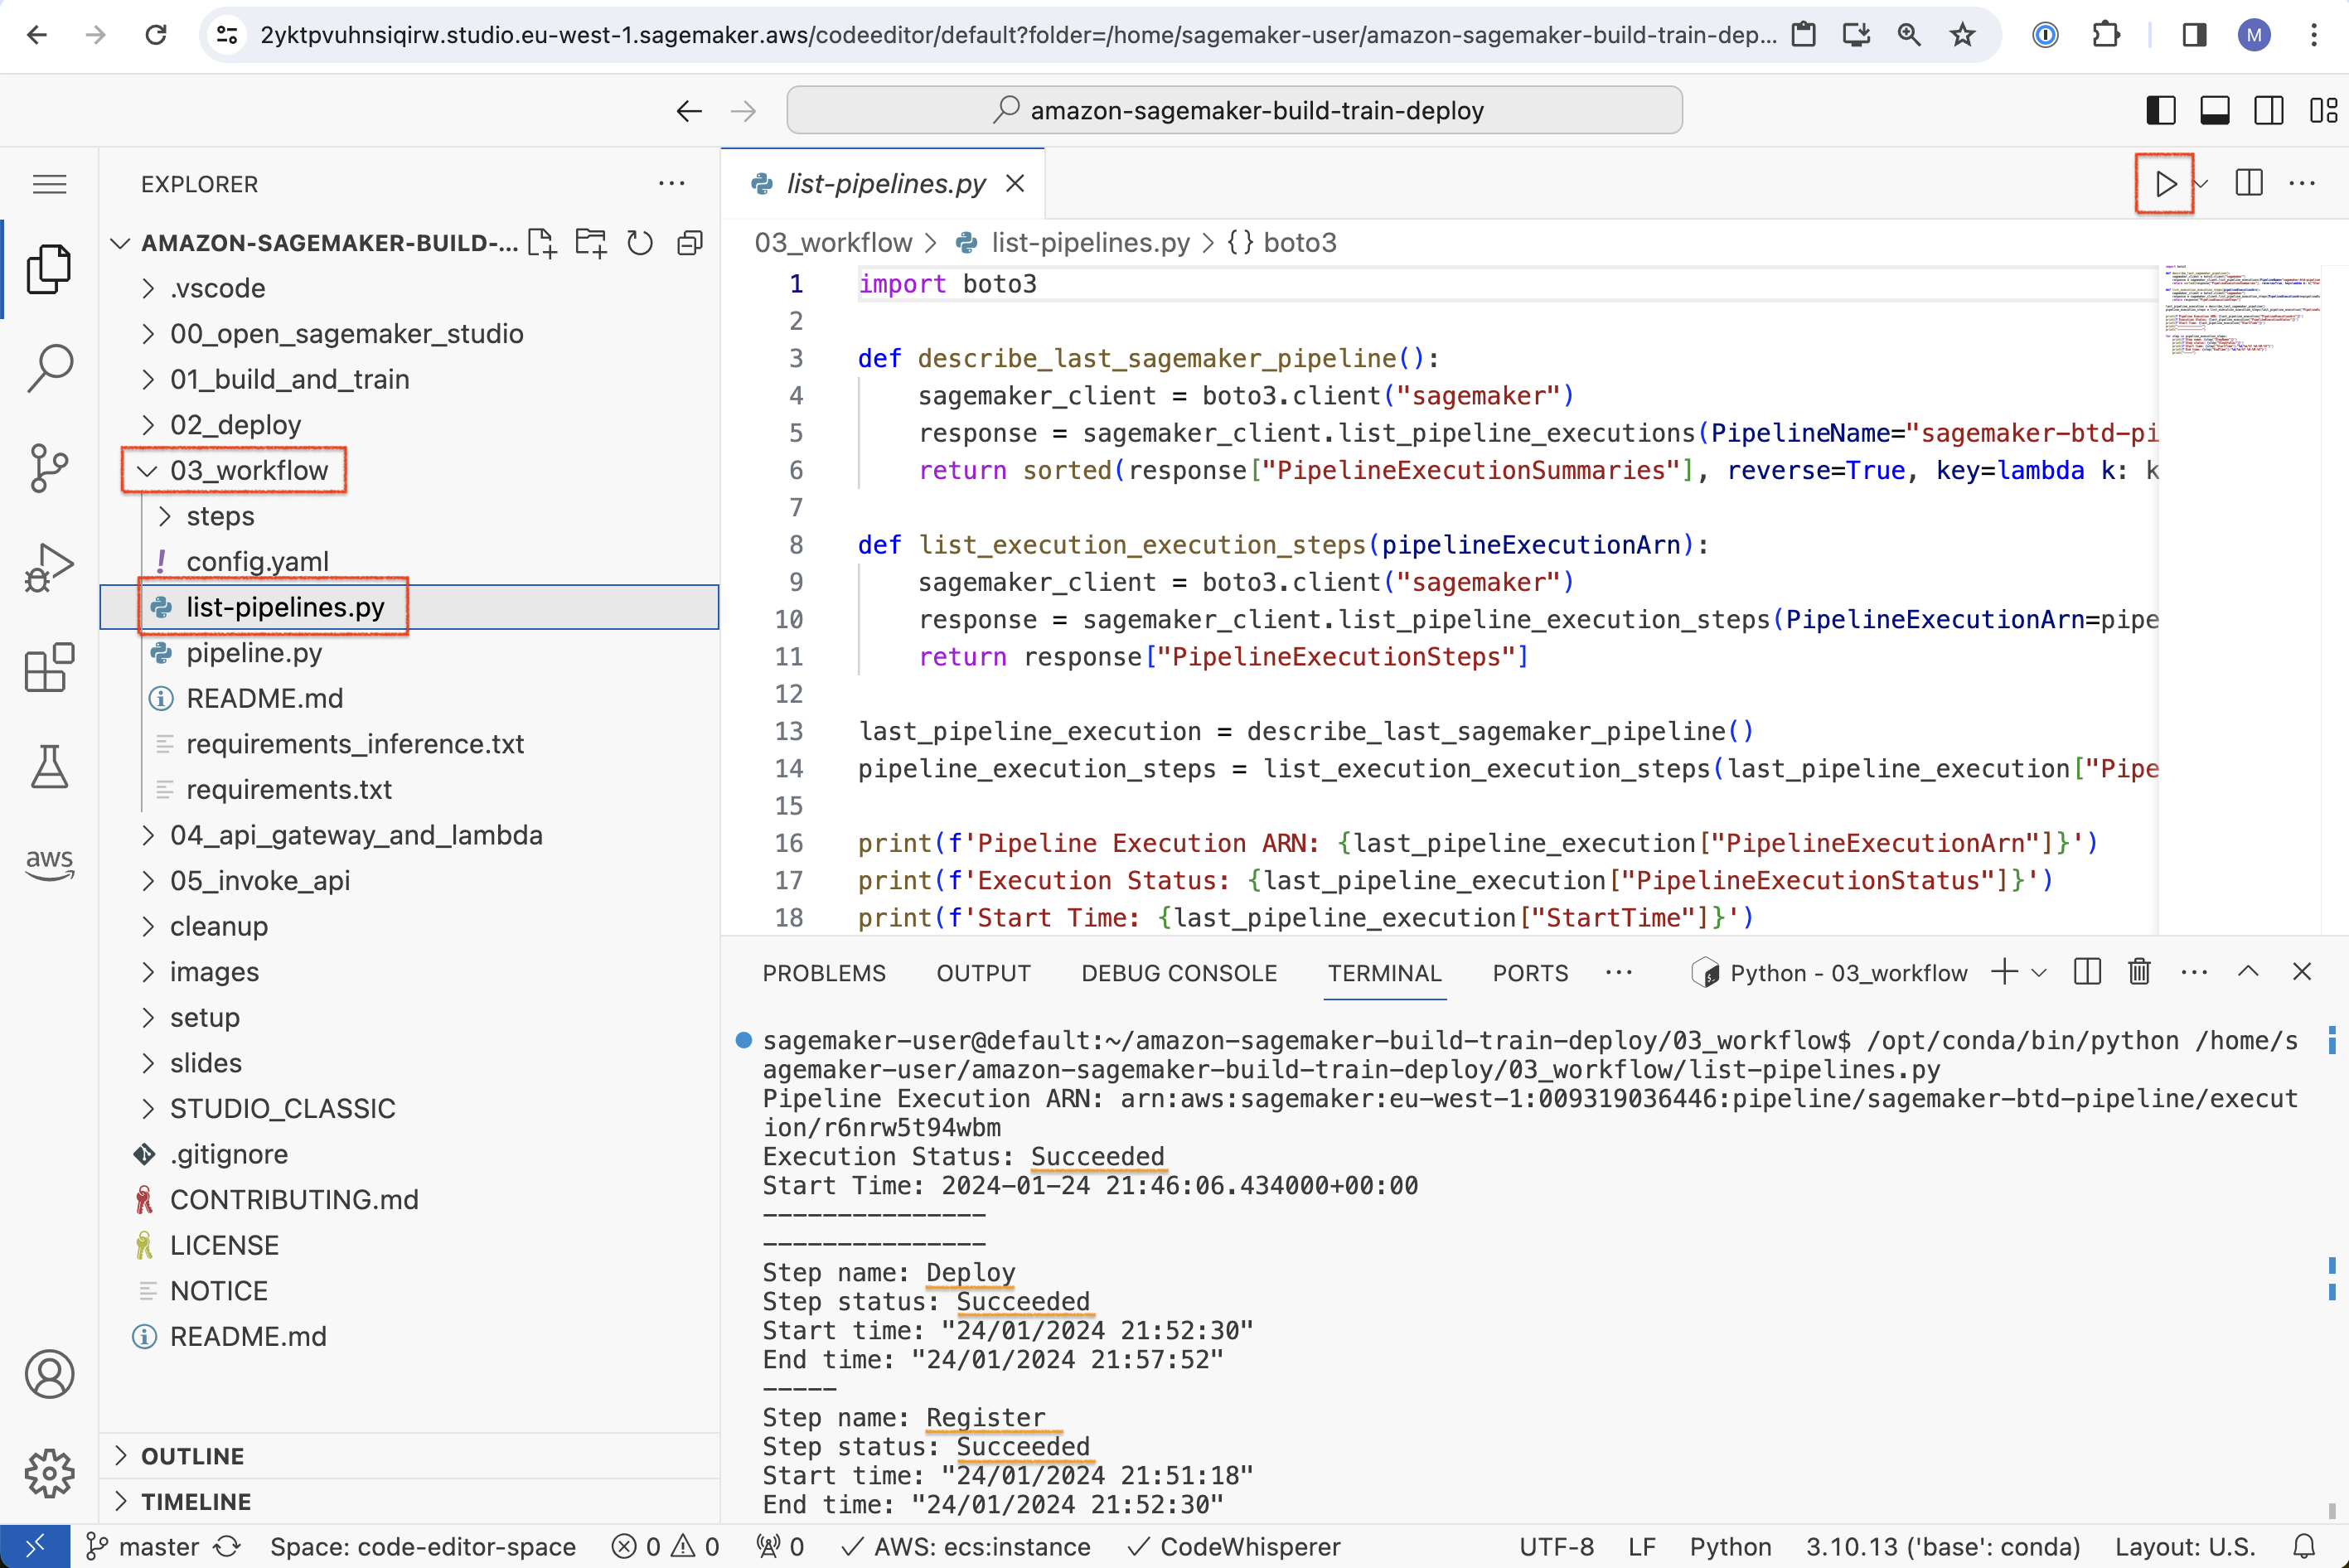 2yktpvuhnsiqirw.studio.eu-west-1.sagemaker.aws/codeeditor/default?folder=/home/sagemaker-user/amazon-sagemaker-build-train-dep...
M
amazon-sagemaker-build-train-deploy
EXPLORER
AMAZON-SAGEMAKER-BUILD-...
.vscode
00_open_sagemaker_studio
01_build_and_train
02_deploy
03_workflow
steps
config.yaml
list-pipelines.py
pipeline.py
README.md
requirements_inference.txt
requirements.txt
04_api_gateway_and_lambda
05_invoke_api
cleanup
images
setup
slides
STUDIO_CLASSIC
.gitignore
CONTRIBUTING.md
LICENSE
NOTICE
README.md
OUTLINE
TIMELINE
aws
list-pipelines.py
03_workflow > list-pipelines.py > {} boto3
1 import boto3
2
3 def describe_last_sagemaker_pipeline():
4 sagemaker_client = boto3.client("sagemaker")
5 response = sagemaker_client.list_pipeline_executions(PipelineName="sagemaker-btd-pi
6 return sorted(response["PipelineExecutionSummaries"], reverse=True, key=lambda k: k
7
8 def list_execution_execution_steps(pipelineExecutionArn):
9 sagemaker_client = boto3.client("sagemaker")
10 response = sagemaker_client.list_pipeline_execution_steps(PipelineExecutionArn=pipe
11 return response["PipelineExecutionSteps"]
12
13 last_pipeline_execution = describe_last_sagemaker_pipeline()
14 pipeline_execution_steps = list_execution_execution_steps(last_pipeline_execution["Pipe
15
16 print(f'Pipeline Execution ARN: {last_pipeline_execution["PipelineExecutionArn"]}')
17 print(f'Execution Status: {last_pipeline_execution["PipelineExecutionStatus"]}')
18 print(f'Start Time: {last_pipeline_execution["StartTime"]}')
PROBLEMS OUTPUT DEBUG CONSOLE TERMINAL PORTS ... Python - 03_workflow
sagemaker-user@default:~/amazon-sagemaker-build-train-deploy/03_workflow$ /opt/conda/bin/python /home/s
agemaker-user/amazon-sagemaker-build-train-deploy/03_workflow/list-pipelines.py
Pipeline Execution ARN: arn:aws:sagemaker:eu-west-1:009319036446:pipeline/sagemaker-btd-pipeline/execut
ion/r6nrw5t94wbm
Execution Status: Succeeded
Start Time: 2024-01-24 21:46:06.434000+00:00
---------------
---------------
Step name: Deploy
Step status: Succeeded
Start time: "24/01/2024 21:52:30"
End time: "24/01/2024 21:57:52"
-----
Step name: Register
Step status: Succeeded
Start time: "24/01/2024 21:51:18"
End time: "24/01/2024 21:52:30"
master Space: code-editor-space 0 0 0 AWS: ecs:instance CodeWhisperer UTF-8 LF Python 3.10.13 ('base': conda) Layout: U.S.